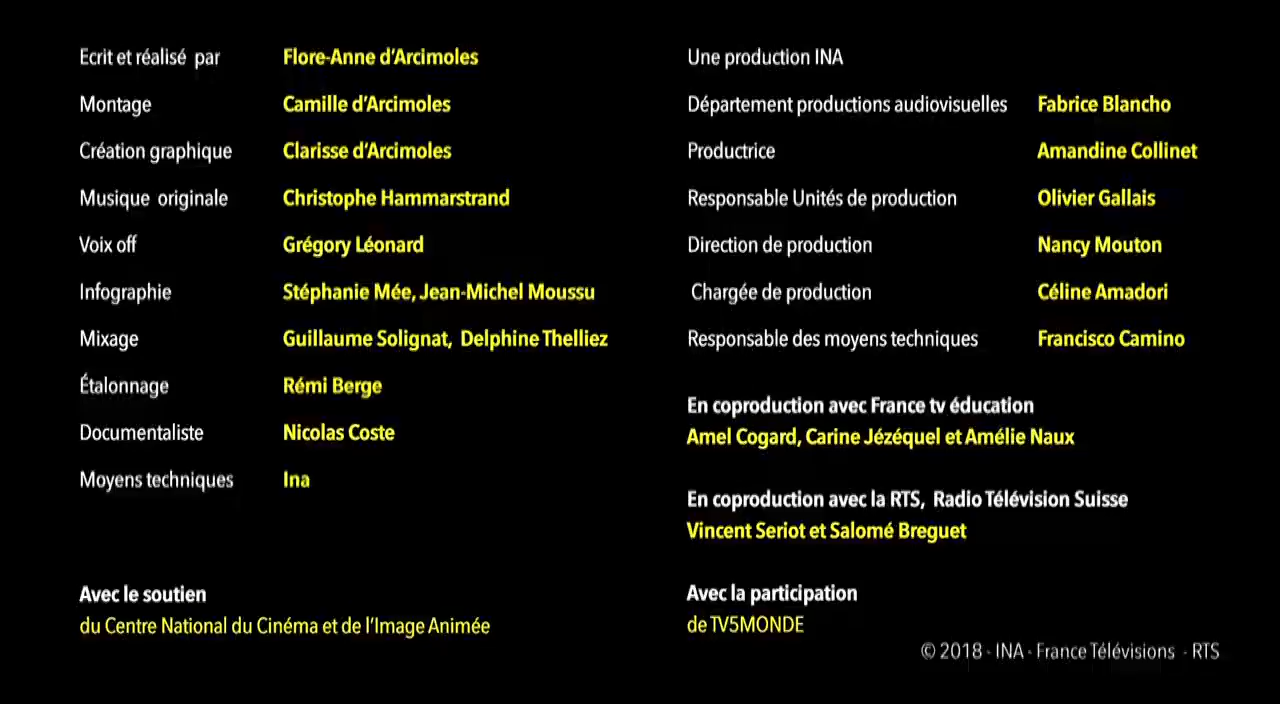 Ecrit et réalisé par Flore-Anne d'Arcimoles
Montage Camille d'Arcimoles
Création graphique Clarisse d'Arcimoles
Musique originale Christophe Hammarstrand
Voix off Grégory Léonard
Infographie Stéphanie Mée, Jean-Michel Moussu
Mixage Guillaume Solignat, Delphine Thelliez
Étalonnage Rémi Berge
Documentaliste Nicolas Coste
Moyens techniques Ina
Avec le soutien
du Centre National du Cinéma et de l'Image Animée
Une production INA
Département productions audiovisuelles Fabrice Blancho
Productrice Amandine Collinet
Responsable Unités de production Olivier Gallais
Direction de production Nancy Mouton
Chargée de production Céline Amadori
Responsable des moyens techniques Francisco Camino
En coproduction avec France tv éducation
Amel Cogard, Carine Jézéquel et Amélie Naux
En coproduction avec la RTS, Radio Télévision Suisse
Vincent Seriot et Salomé Breguet
Avec la participation
de TV5MONDE
© 2018 - INA - France Télévisions - RTS